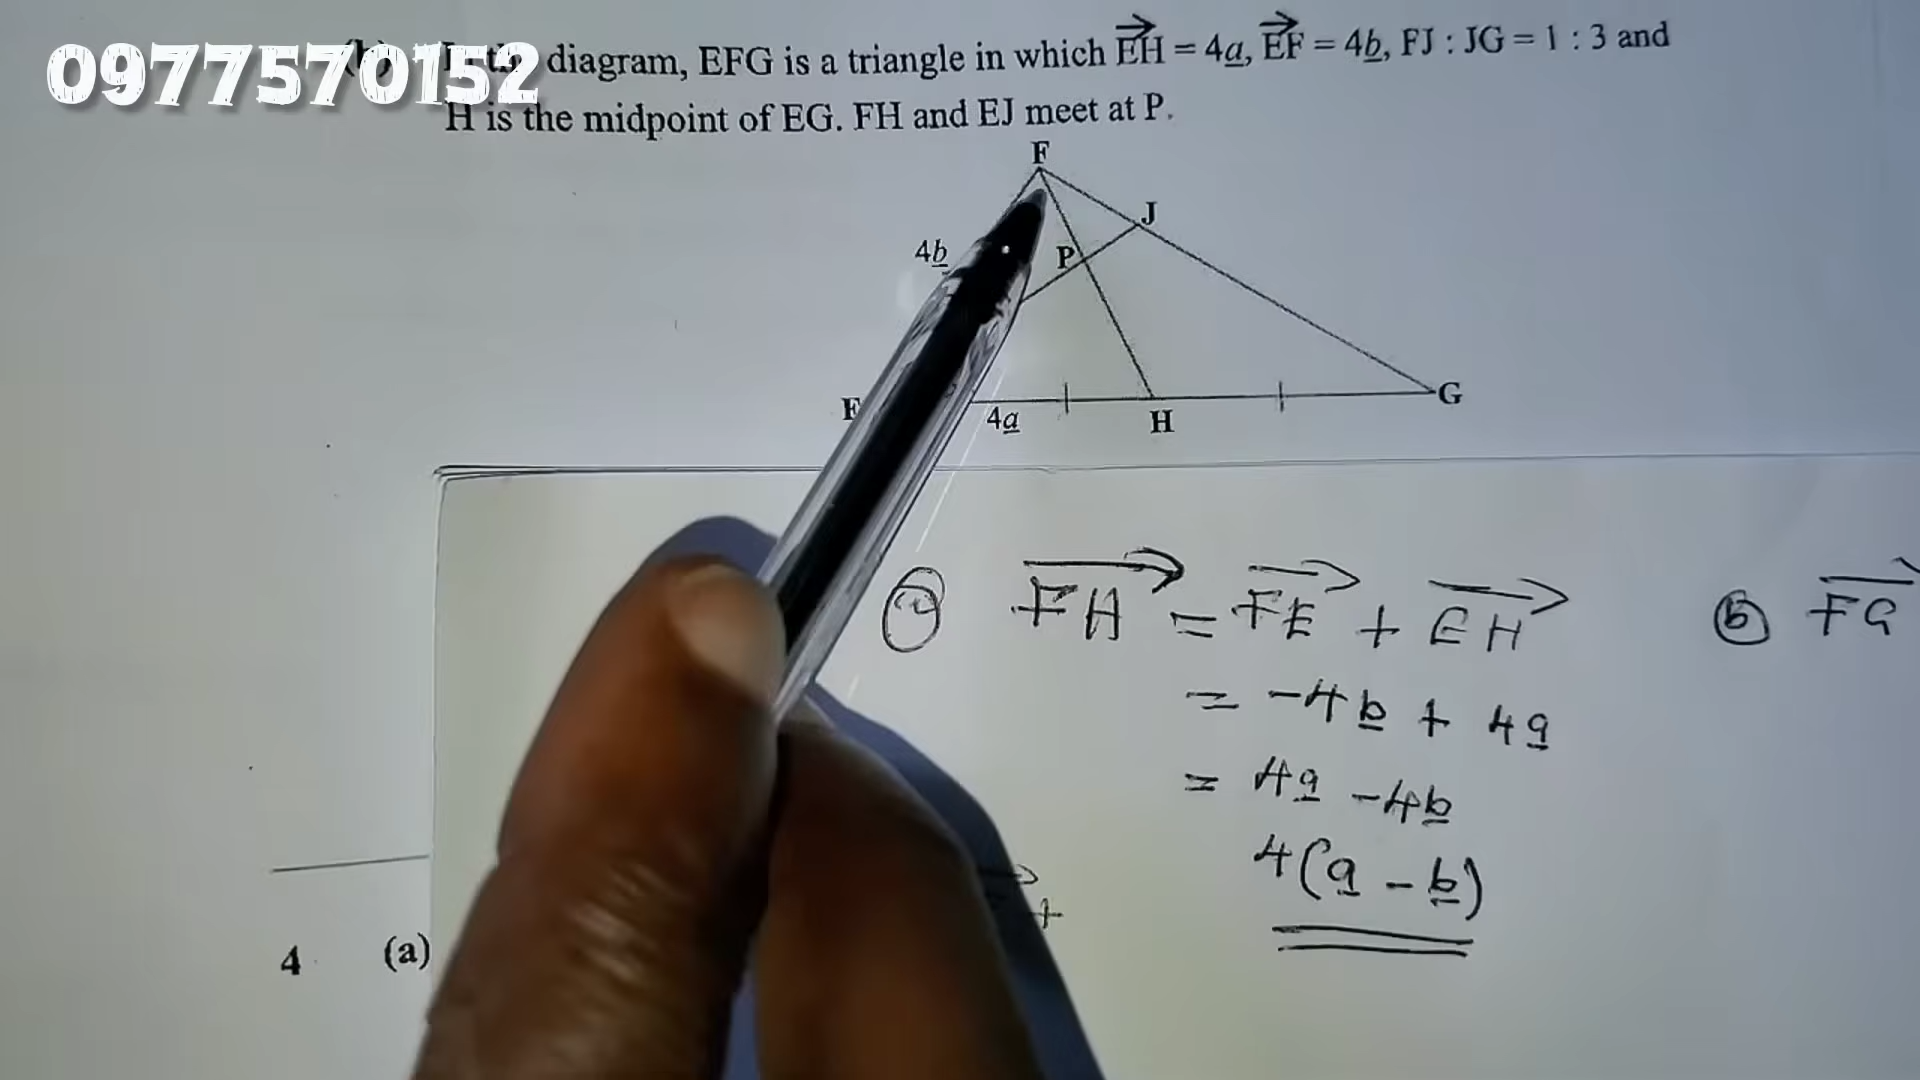 0977570152
diagram, EFG is a triangle in which EH = 4a, EF = 4b, FJ : JG = 1 : 3 and
H is the midpoint of EG. FH and EJ meet at P.
F
J
4b
P
E
4a
H
G
FH = FE + EH
= -4b + 4a
= 4a - 4b
4(a - b)
b FG
+
4 (a)